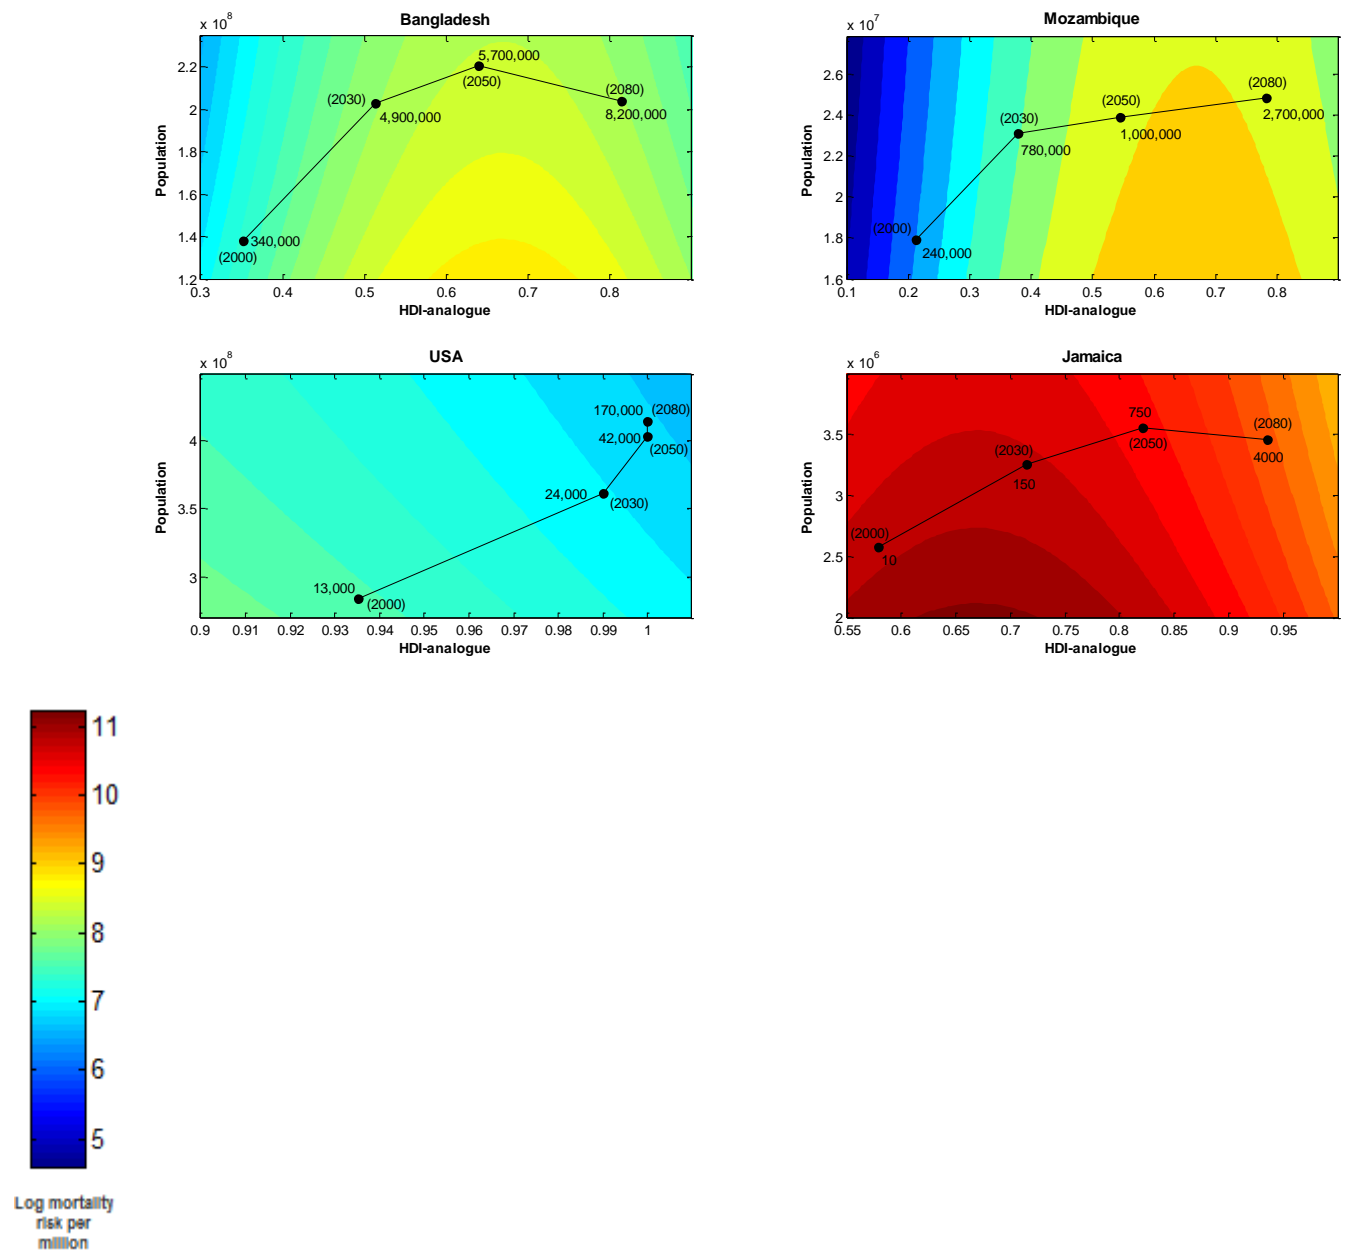 Bangladesh
x 10^8
2.2
2
1.8
1.6
1.4
1.2
Population
5,700,000
(2050)
(2030)
4,900,000
(2080)
8,200,000
340,000
(2000)
0.3 0.4 0.5 0.6 0.7 0.8
HDI-analogue
Mozambique
x 10^7
2.6
2.4
2.2
2
1.8
1.6
Population
(2080)
2,700,000
(2050)
1,000,000
(2030)
780,000
(2000)
240,000
0.1 0.2 0.3 0.4 0.5 0.6 0.7 0.8
HDI-analogue
USA
x 10^8
4
3.5
3
Population
170,000 (2080)
42,000 (2050)
24,000 (2030)
13,000
(2000)
0.9 0.91 0.92 0.93 0.94 0.95 0.96 0.97 0.98 0.99 1
HDI-analogue
Jamaica
x 10^6
3.5
3
2.5
2
Population
750
(2050)
(2080)
4000
(2030)
150
(2000)
10
0.55 0.6 0.65 0.7 0.75 0.8 0.85 0.9 0.95
HDI-analogue
11
10
9
8
7
6
5
Log mortality
risk per
million